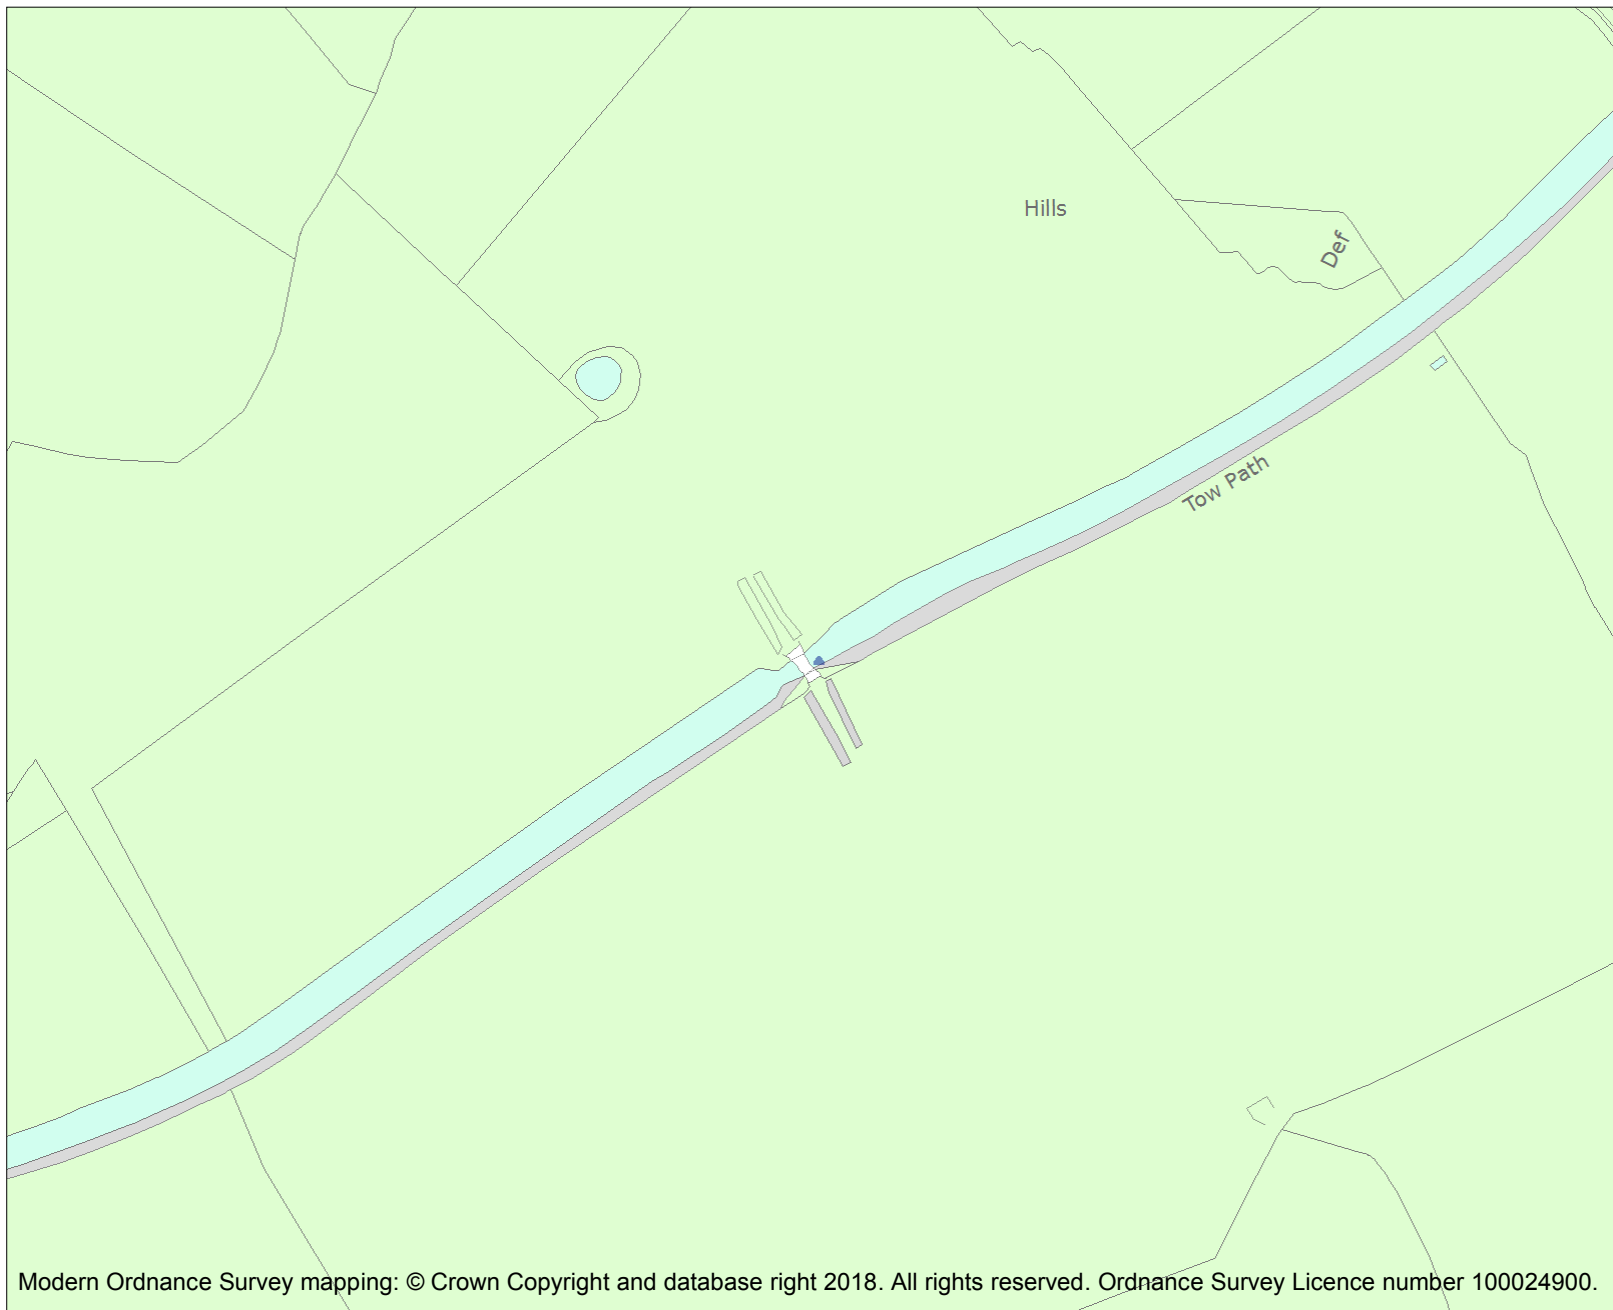 Hills
Def
Tow Path
Modern Ordnance Survey mapping: © Crown Copyright and database right 2018. All rights reserved. Ordnance Survey Licence number 100024900.